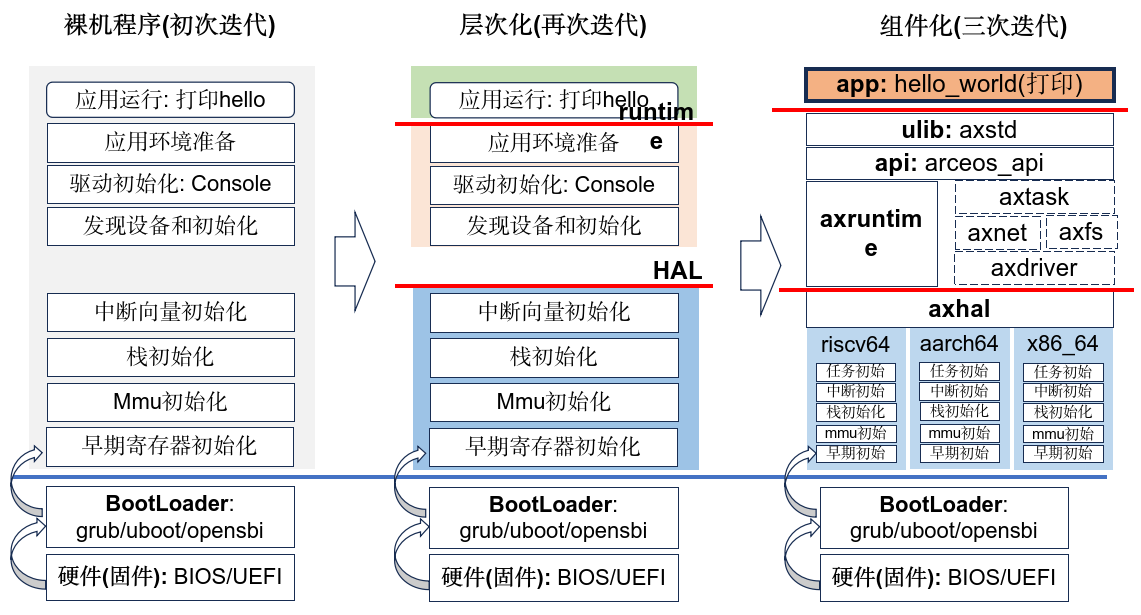 裸机程序(初次迭代)
应用运行: 打印hello
应用环境准备
驱动初始化: Console
发现设备和初始化
中断向量初始化
栈初始化
Mmu初始化
早期寄存器初始化
BootLoader:
grub/uboot/opensbi
硬件(固件): BIOS/UEFI
层次化(再次迭代)
应用运行: 打印hello
runtim
e
应用环境准备
驱动初始化: Console
发现设备和初始化
HAL
中断向量初始化
栈初始化
Mmu初始化
早期寄存器初始化
BootLoader:
grub/uboot/opensbi
硬件(固件): BIOS/UEFI
组件化(三次迭代)
app: hello_world(打印)
ulib: axstd
api: arceos_api
axruntim
e
axtask
axnet
axfs
axdriver
axhal
riscv64
任务初始
中断初始
栈初始化
mmu初始
早期初始
aarch64
任务初始
中断初始
栈初始化
mmu初始
早期初始
x86_64
任务初始
中断初始
栈初始化
mmu初始
早期初始
BootLoader:
grub/uboot/opensbi
硬件(固件): BIOS/UEFI